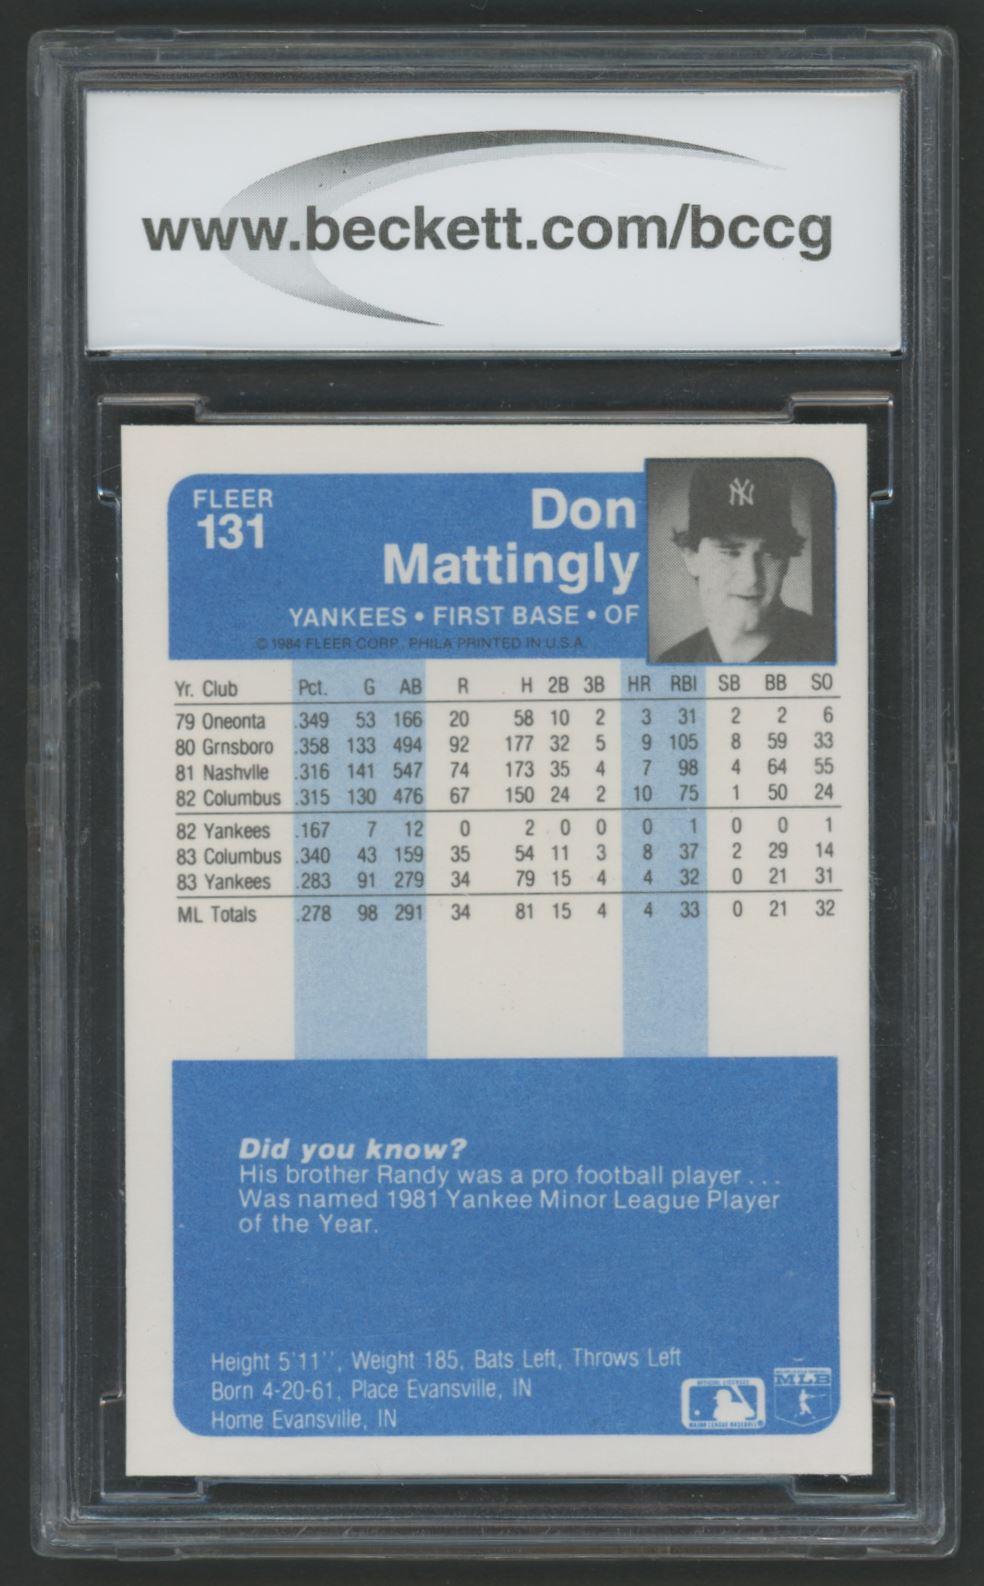 www.beckett.com/bccg
FLEER
131
Don
Mattingly
YANKEES • FIRST BASE • OF
© 1984 FLEER CORP. PHILA PRINTED IN U.S.A.
NY
Yr. Club Pct. G AB R H 2B 3B HR RBI SB BB SO
79 Oneonta .349 53 166 20 58 10 2 3 31 2 2 6
80 Grnsboro .358 133 494 92 177 32 5 9 105 8 59 33
81 Nashvlle .316 141 547 74 173 35 4 7 98 4 64 55
82 Columbus .315 130 476 67 150 24 2 10 75 1 50 24
82 Yankees .167 7 12 0 2 0 0 0 1 0 0 1
83 Columbus .340 43 159 35 54 11 3 8 37 2 29 14
83 Yankees .283 91 279 34 79 15 4 4 32 0 21 31
ML Totals .278 98 291 34 81 15 4 4 33 0 21 32
Did you know?
His brother Randy was a pro football player . . .
Was named 1981 Yankee Minor League Player
of the Year.
Height 5'11'', Weight 185, Bats Left, Throws Left
Born 4-20-61, Place Evansville, IN
Home Evansville, IN
OFFICIAL LICENSEE
MAJOR LEAGUE BASEBALL
MLB